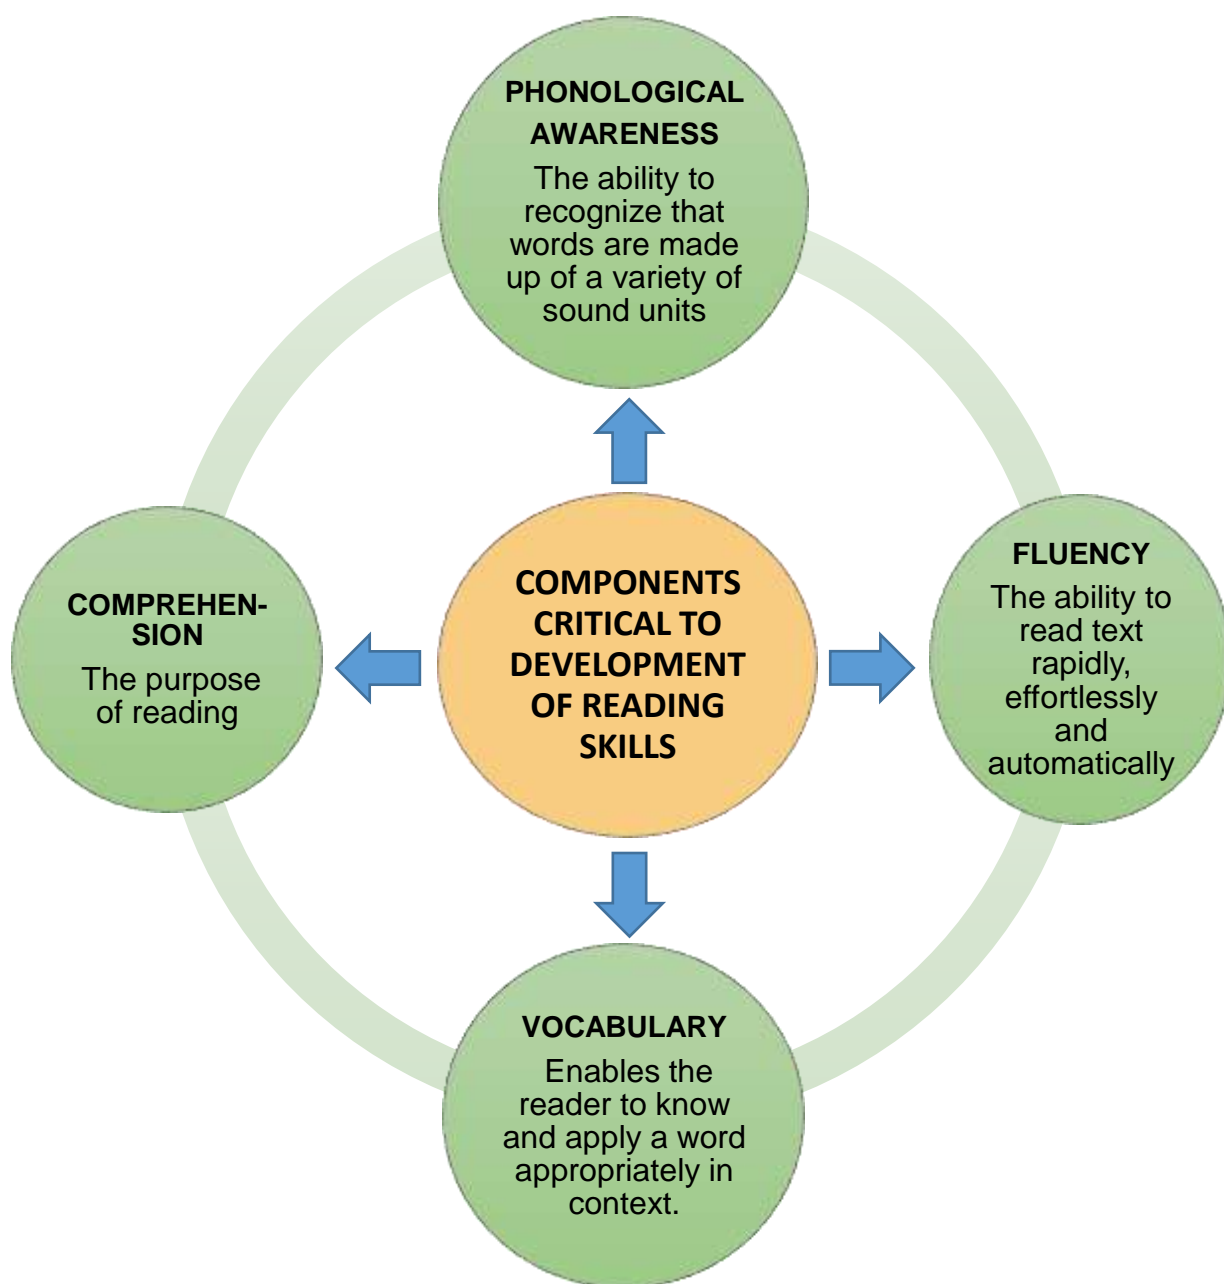 PHONOLOGICAL
AWARENESS
The ability to
recognize that
words are made
up of a variety of
sound units
COMPREHEN-
SION
The purpose
of reading
COMPONENTS
CRITICAL TO
DEVELOPMENT
OF READING
SKILLS
FLUENCY
The ability to
read text
rapidly,
effortlessly
and
automatically
VOCABULARY
Enables the
reader to know
and apply a word
appropriately in
context.